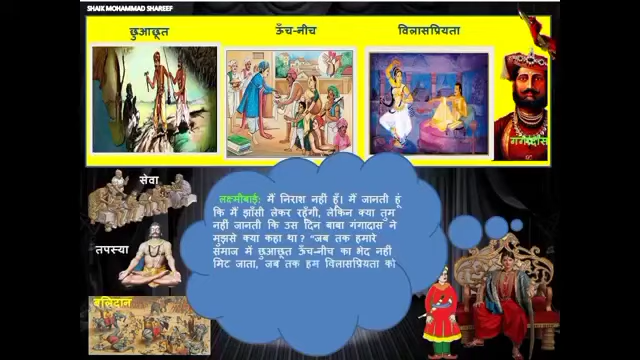 SHAIK MOHAMMAD SHAREEF
छुआछूत
ऊँच-नीच
विलासप्रियता
गंगादास
सेवा
तपस्या
बलिदान
लक्ष्मीबाई: मैं निराश नहीं हूँ। मैं जानती हूं
कि मैं झाँसी लेकर रहूँगी, लेकिन क्या तुम
नहीं जानती कि उस दिन बाबा गंगादास ने
मुझसे क्या कहा था ? "जब तक हमारे
समाज में छुआछूत ऊँच-नीच का भेद नही
मिट जाता, जब तक हम विलासप्रियता को